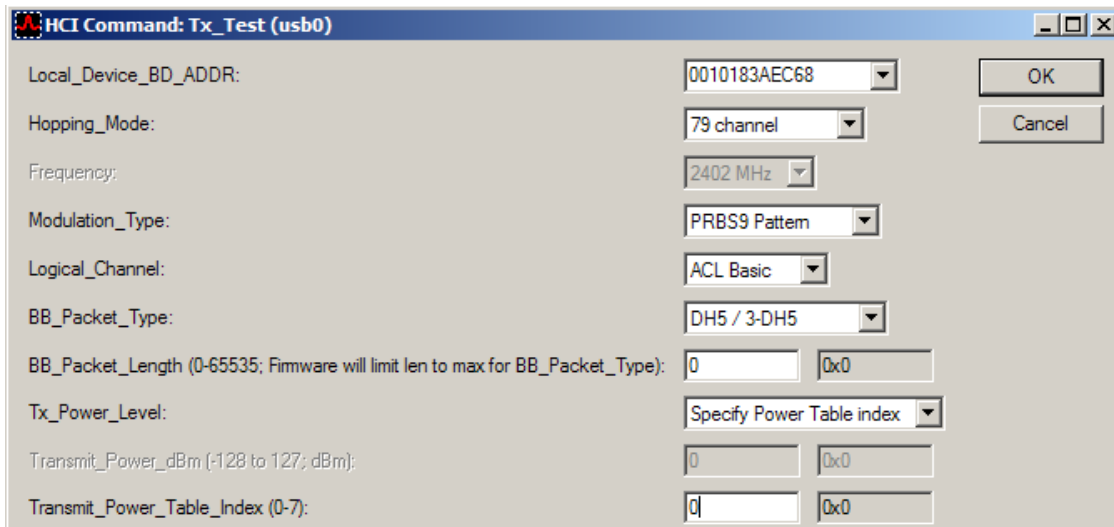 HCI Command: Tx_Test (usb0)
Local_Device_BD_ADDR: 0010183AEC68 OK
Hopping_Mode: 79 channel Cancel
Frequency: 2402 MHz
Modulation_Type: PRBS9 Pattern
Logical_Channel: ACL Basic
BB_Packet_Type: DH5 / 3-DH5
BB_Packet_Length (0-65535; Firmware will limit len to max for BB_Packet_Type): 0 0x0
Tx_Power_Level: Specify Power Table index
Transmit_Power_dBm (-128 to 127; dBm): 0 0x0
Transmit_Power_Table_Index (0-7): 0 0x0